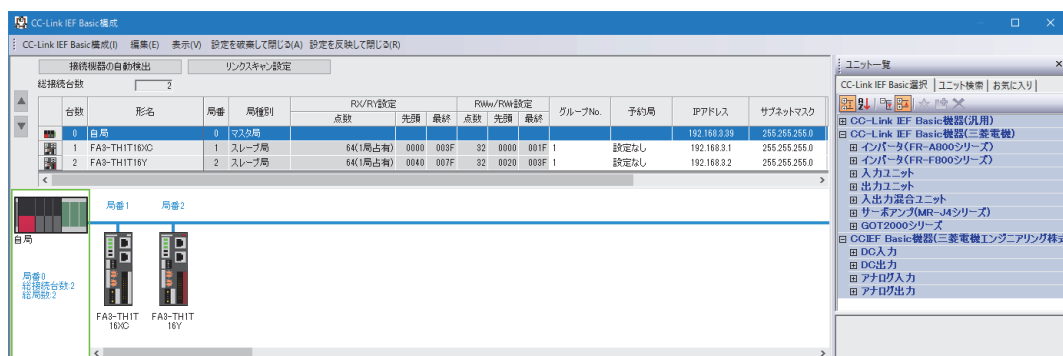 CC-Link IEF Basic構成
CC-Link IEF Basic構成(I) 編集(E) 表示(V) 設定を破棄して閉じる(A) 設定を反映して閉じる(R)
接続機器の自動検出 リンクスキャン設定
総接続台数 2
台数 形名 局番 局種別 RX/RY設定 RWw/RWr設定 グループNo. 予約局 IPアドレス サブネットマスク
点数 先頭 最終 点数 先頭 最終
0 自局 0 マスタ局 192.168.3.39 255.255.255.0
1 FA3-TH1T16XC 1 スレーブ局 64(1局占有) 0000 003F 32 0000 001F 1 設定なし 192.168.3.1 255.255.255.0
2 FA3-TH1T16Y 2 スレーブ局 64(1局占有) 0040 007F 32 0020 003F 1 設定なし 192.168.3.2 255.255.255.0
局番1 局番2
自局
局番0
総接続台数:2
総局数:2
FA3-TH1T
16XC
FA3-TH1T
16Y
ユニット一覧
CC-Link IEF Basic選択 ユニット検索 お気に入り
CC-Link IEF Basic機器(汎用)
CC-Link IEF Basic機器(三菱電機)
インバータ(FR-A800シリーズ)
インバータ(FR-F800シリーズ)
入力ユニット
出力ユニット
入出力混合ユニット
サーボアンプ(MR-J4シリーズ)
GOT2000シリーズ
CCIEF Basic機器(三菱電機エンジニアリング株式
DC入力
DC出力
アナログ入力
アナログ出力